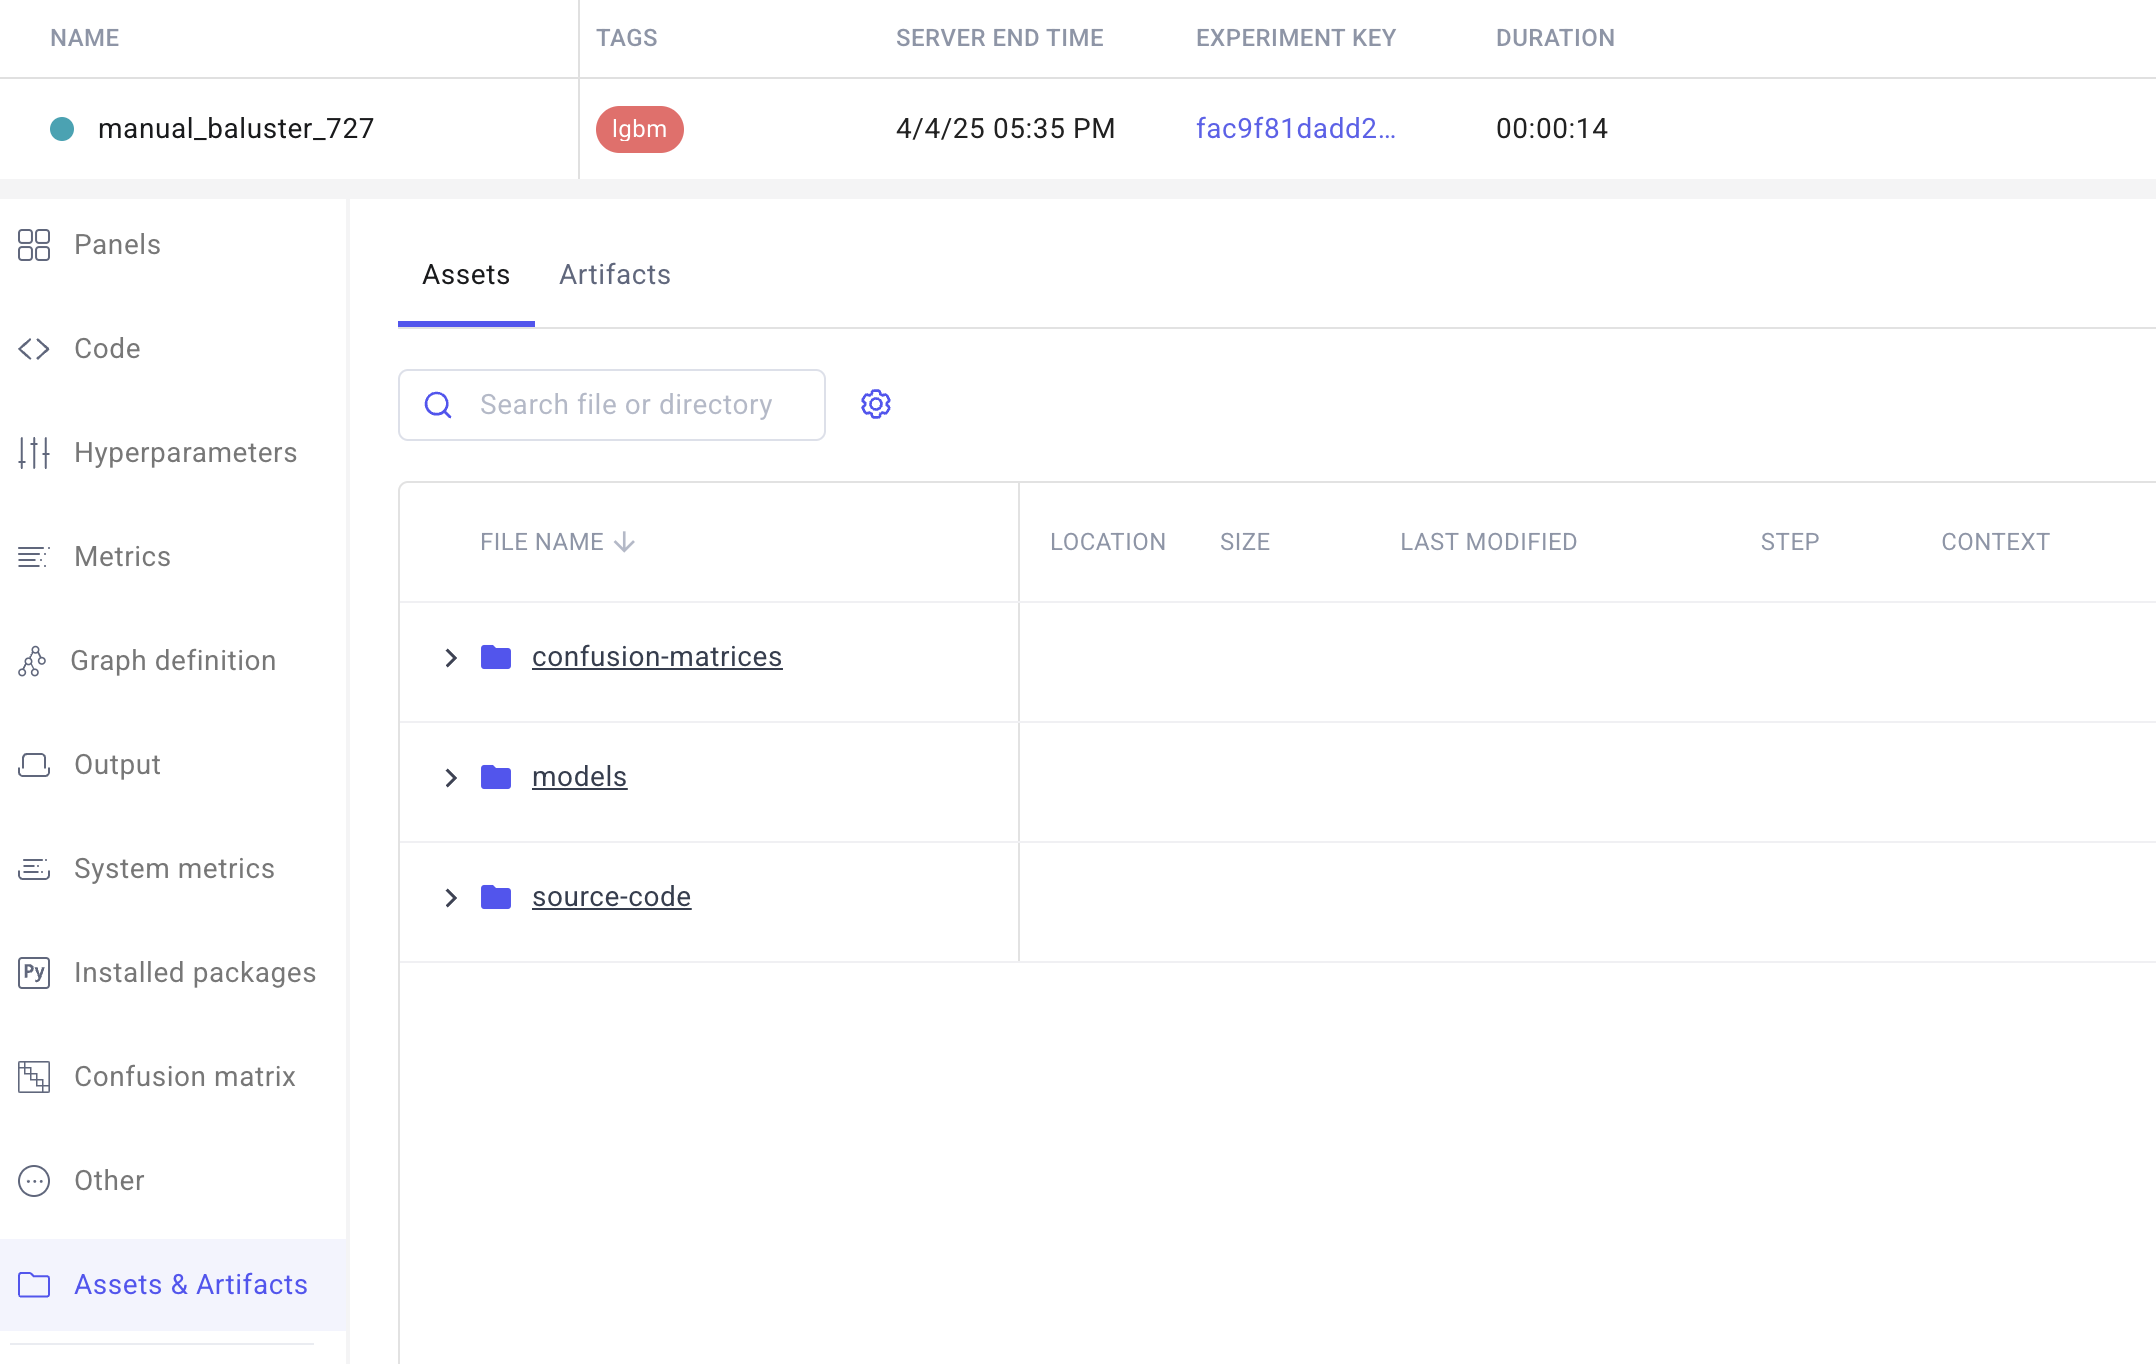 NAME TAGS SERVER END TIME EXPERIMENT KEY DURATION
manual_baluster_727 lgbm 4/4/25 05:35 PM fac9f81dadd2... 00:00:14
Panels
Code
Hyperparameters
Metrics
Graph definition
Output
System metrics
Py Installed packages
Confusion matrix
Other
Assets & Artifacts
Assets Artifacts
Search file or directory
FILE NAME LOCATION SIZE LAST MODIFIED STEP CONTEXT
confusion-matrices
models
source-code